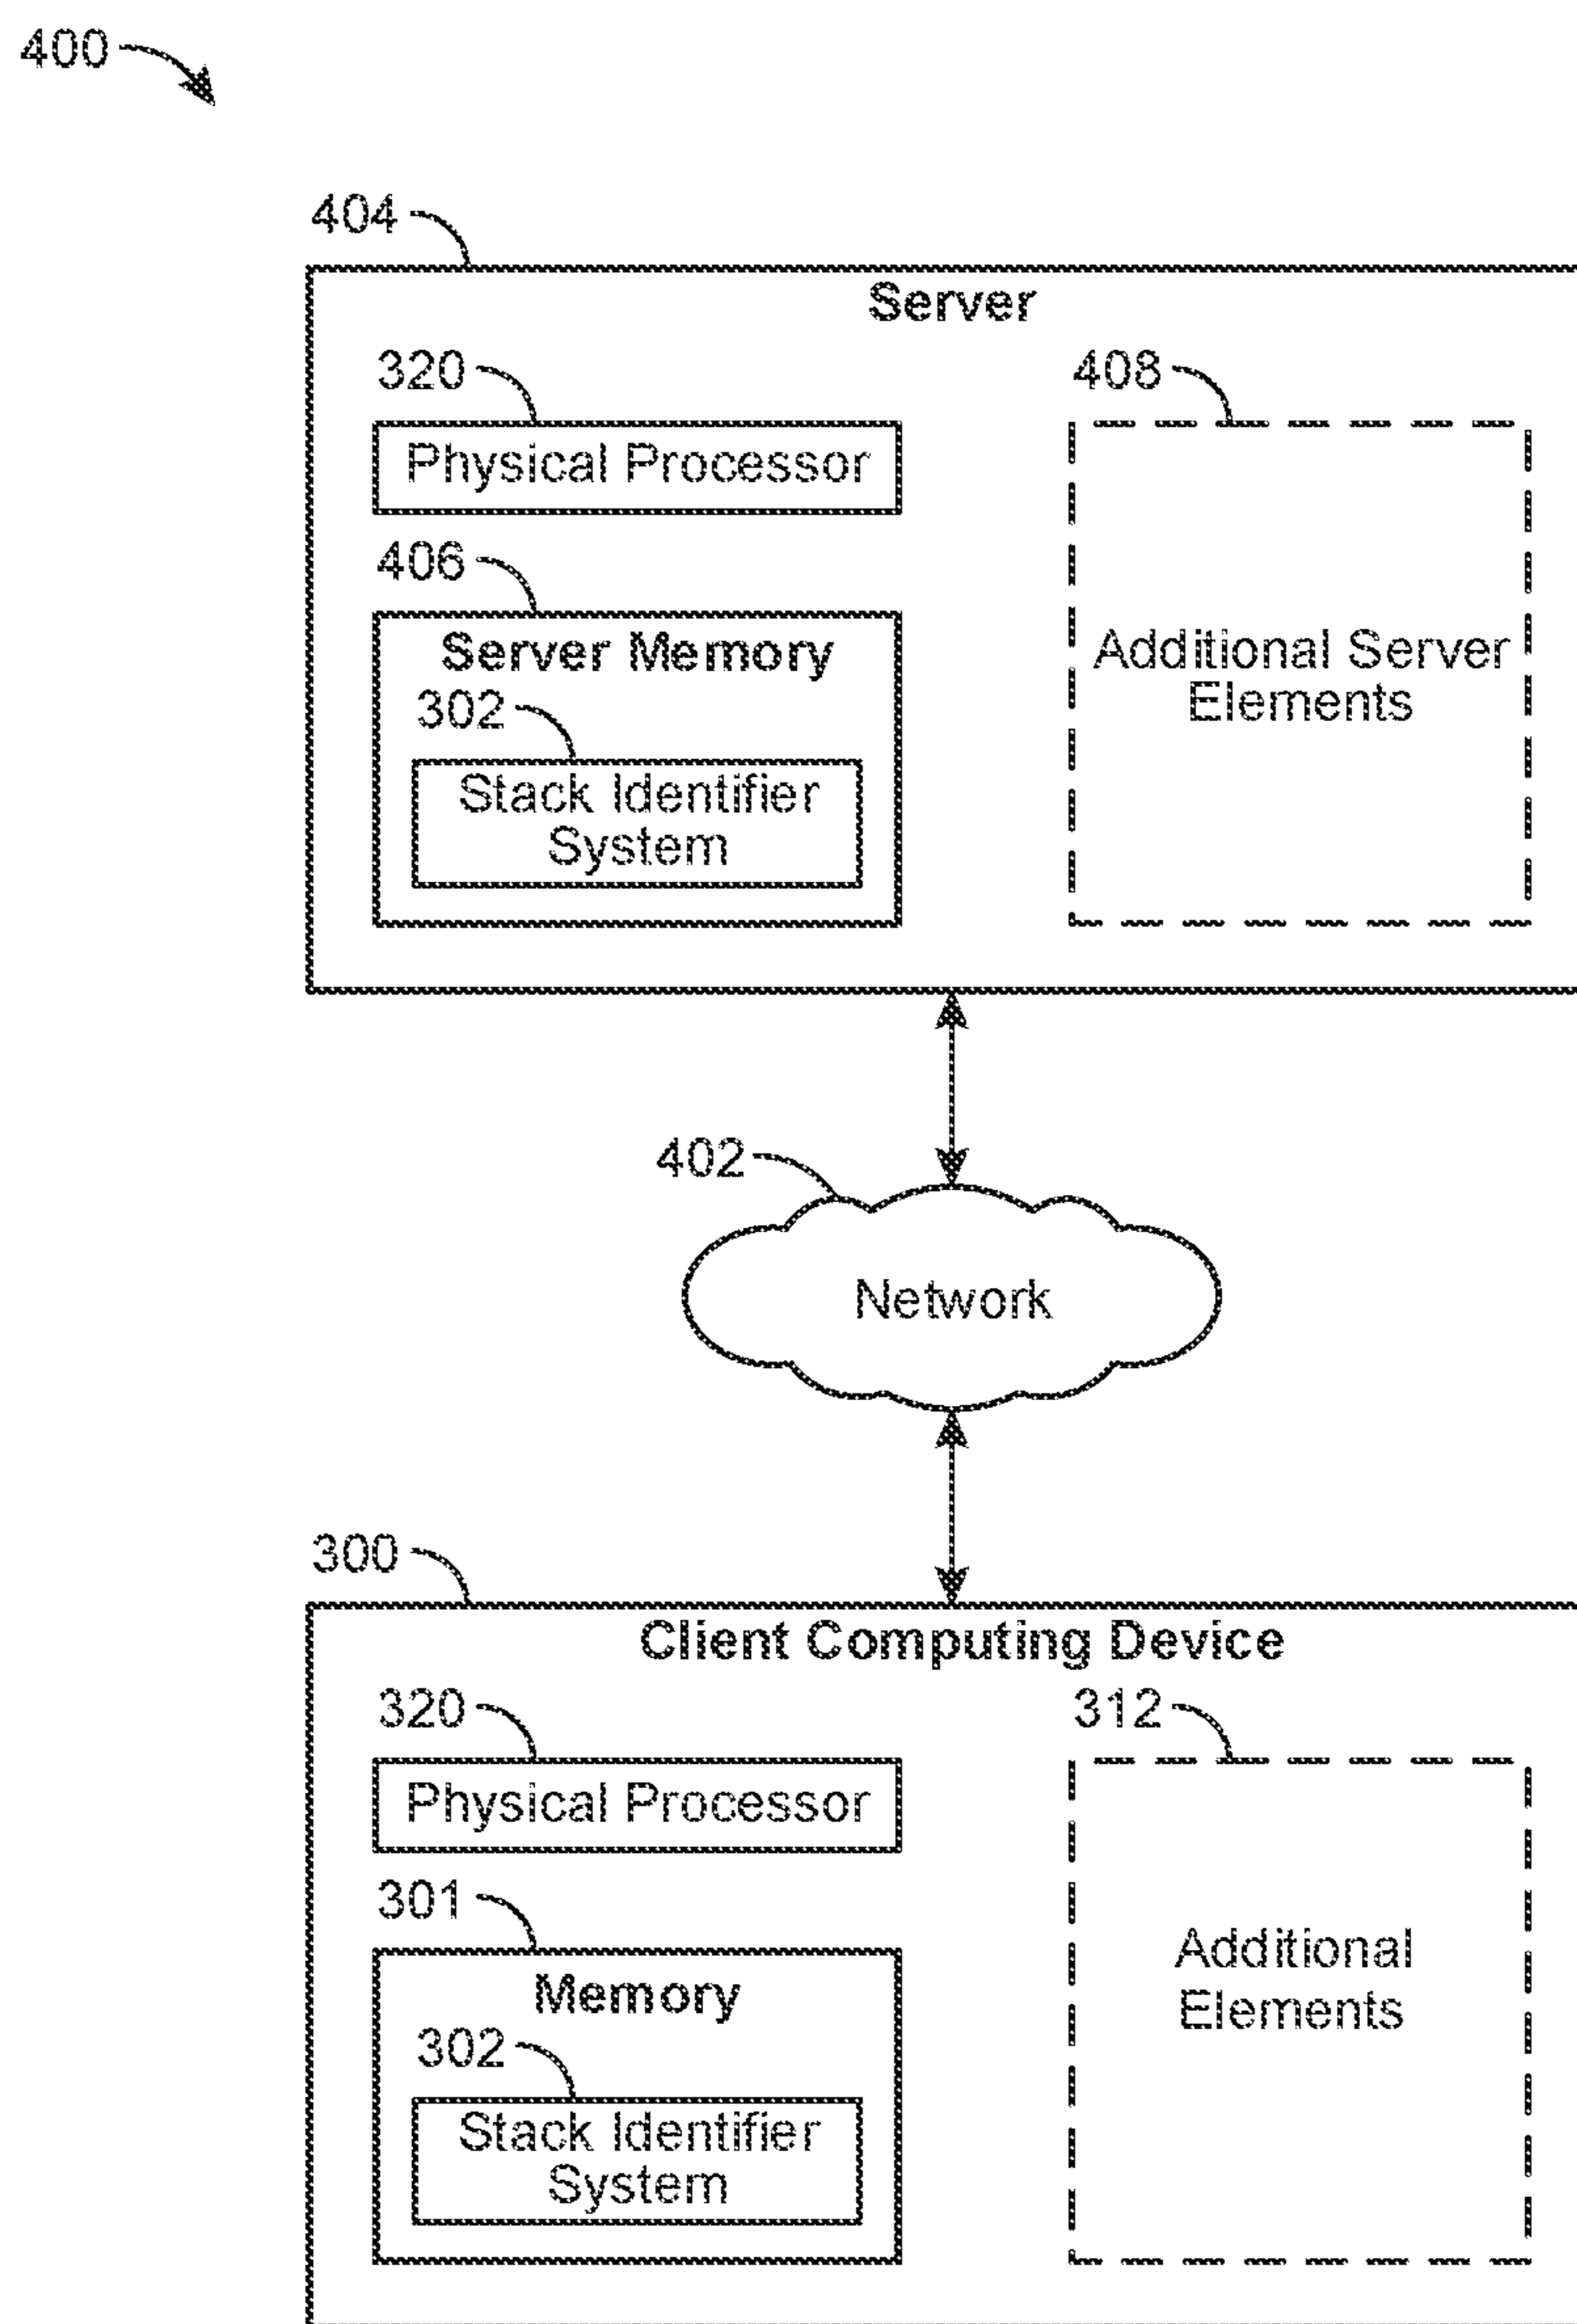 400
404
Server
320
408
Physical Processor
406
Server Memory
302
Stack Identifier
System
Additional Server
Elements
402
Network
300
Client Computing Device
320
312
Physical Processor
301
Memory
302
Stack Identifier
System
Additional
Elements